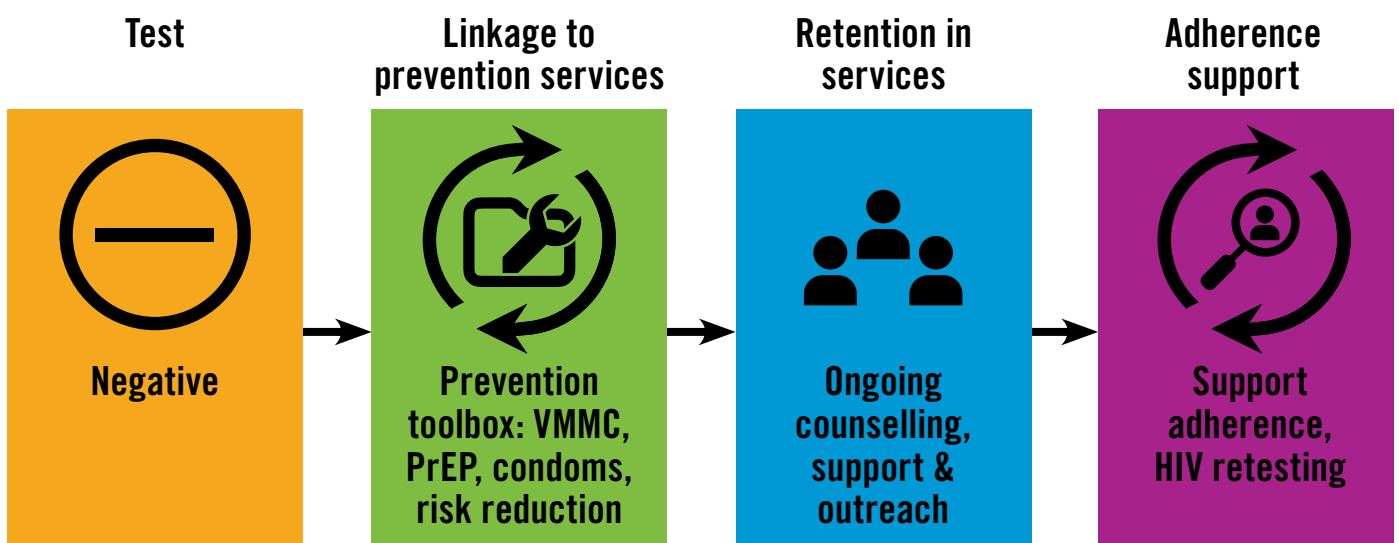 Test
Linkage to
prevention services
Retention in
services
Adherence
support
Negative
Prevention
toolbox: VMMC,
PrEP, condoms,
risk reduction
Ongoing
counselling,
support &
outreach
Support
adherence,
HIV retesting